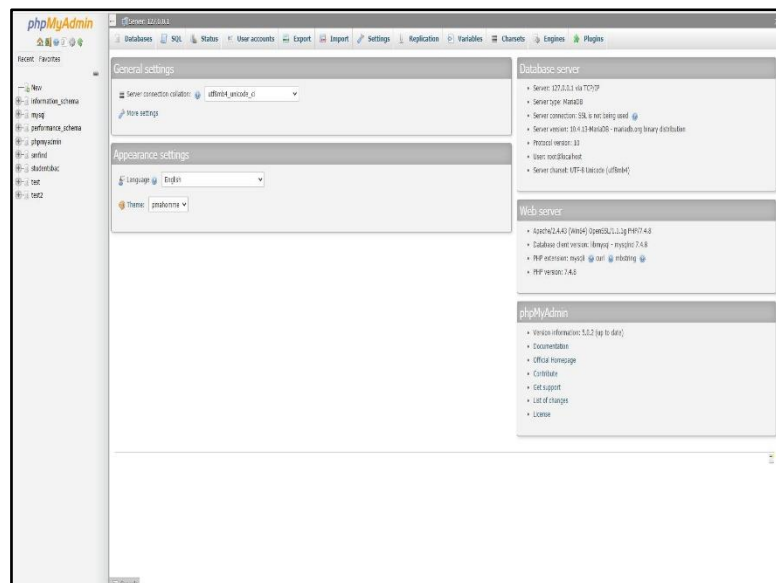 phpMyAdmin
Recent Favorites
New
information_schema
mysql
performance_schema
phpmyadmin
studentsbac
test
test2
Server: 127.0.0.1
Databases SQL Status User accounts Export Import Settings Replication Variables Charsets Engines Plugins
General settings
Server connection collation: utf8mb4_unicode_ci
More settings
Appearance settings
Language English
Theme: pmahomme
Database server
Server: 127.0.0.1 via TCP/IP
Server type: MariaDB
Server connection: SSL is not being used
Server version: 10.4.13-MariaDB - mariadb.org binary distribution
Protocol version: 10
User: root@localhost
Server charset: UTF-8 Unicode (utf8mb4)
Web server
Apache/2.4.43 (Win64) OpenSSL/1.1.1g PHP/7.4.8
Database client version: libmysql - mysqlnd 7.4.8
PHP extension: mysqli curl mbstring
PHP version: 7.4.8
phpMyAdmin
Version information: 5.0.2 (up to date)
Documentation
Official Homepage
Contribute
Get support
List of changes
License